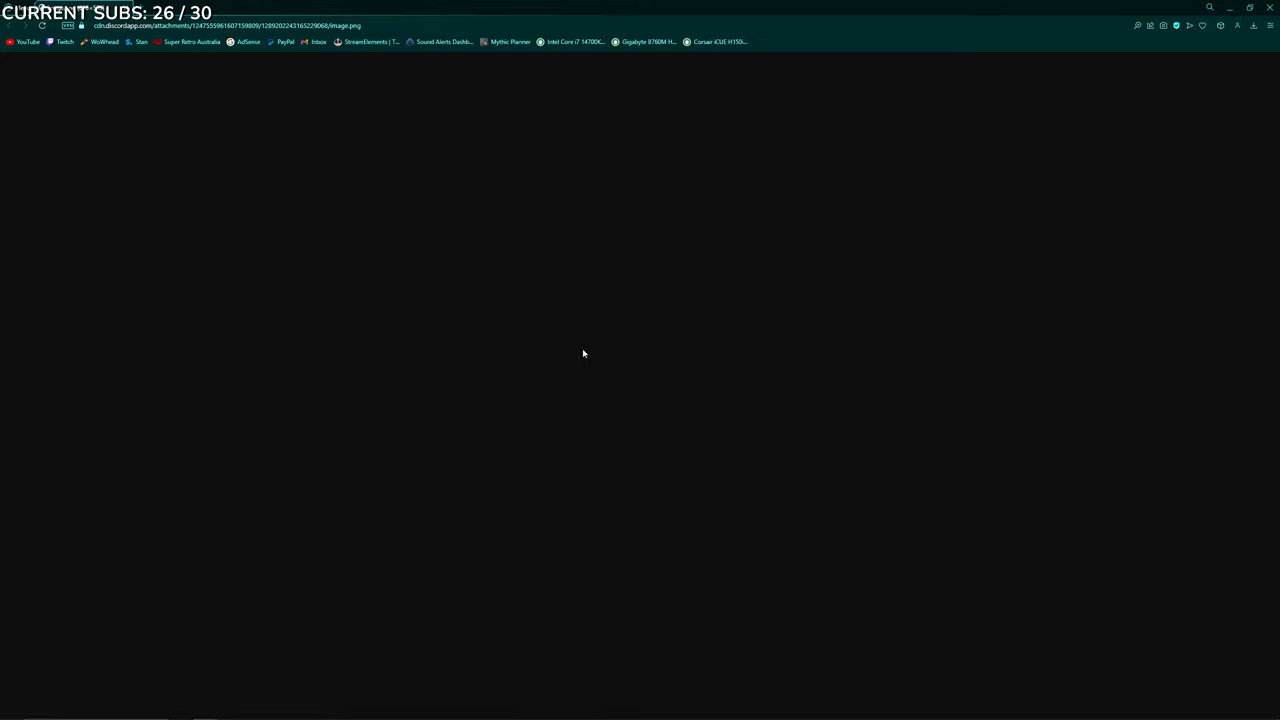 CURRENT SUBS: 26 / 30
VPN
cdn.discordapp.com/attachments/1247555961607159809/1289202243165229068/image.png
YouTube
Twitch
WoWHead
Stan
Super Retro Australia
AdSense
PayPal
Inbox
StreamElements | T...
Sound Alerts Dashb...
Mythic Planner
Intel Core i7 14700K...
Gigabyte B760M H...
Corsair iCUE H150i...